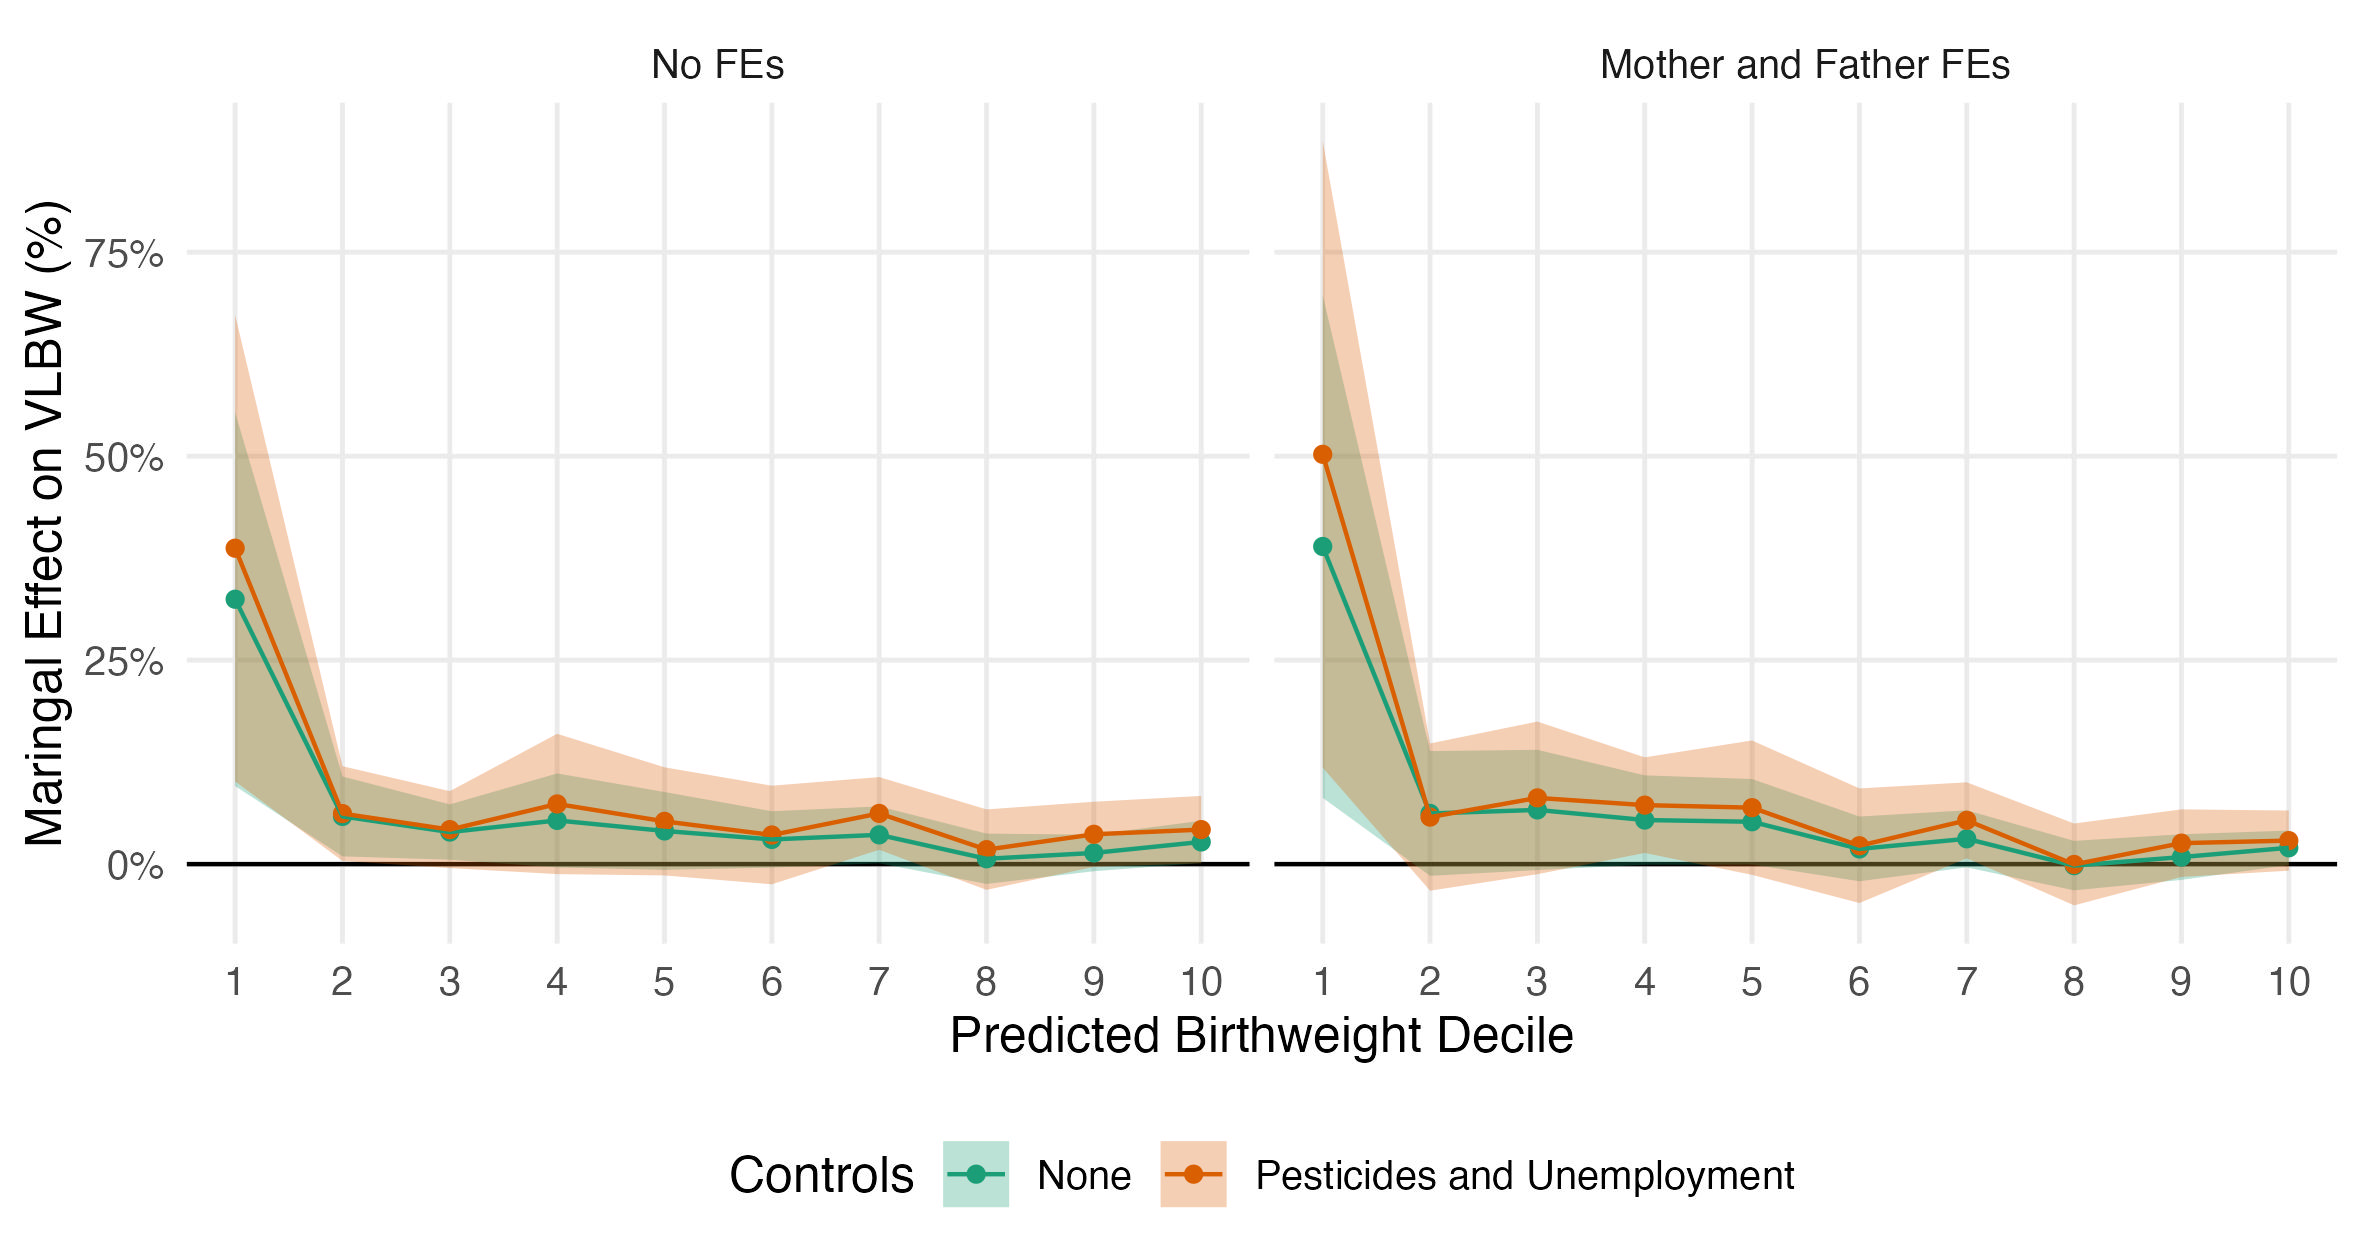 No FEs
Mother and Father FEs
Maringal Effect on VLBW (%)
75%
50%
25%
0%
1 2 3 4 5 6 7 8 9 10
1 2 3 4 5 6 7 8 9 10
Predicted Birthweight Decile
Controls None Pesticides and Unemployment